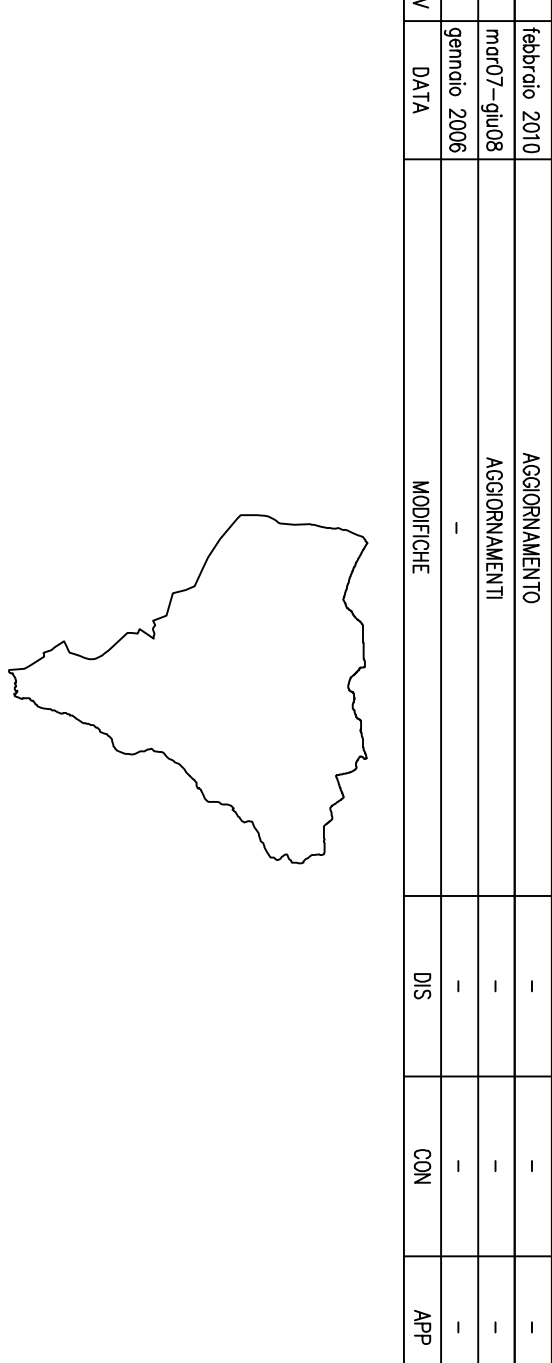 febbraio 2010 AGGIORNAMENTO - - -
mar07-giu08 AGGIORNAMENTI - - -
gennaio 2006 - - - -
DATA MODIFICHE DIS CON APP